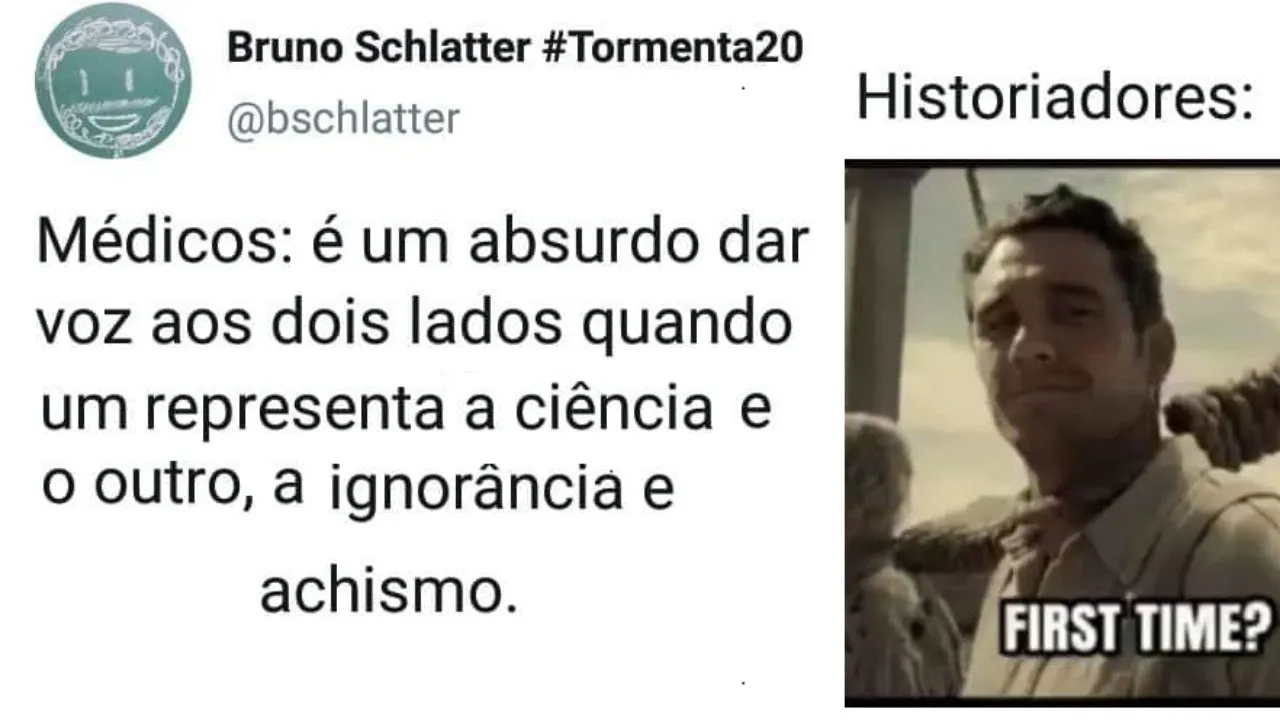 Bruno Schlatter #Tormenta20
@bschlatter
Médicos: é um absurdo dar
voz aos dois lados quando
um representa a ciência e
o outro, a ignorância e
achismo.
Historiadores:
FIRST TIME?